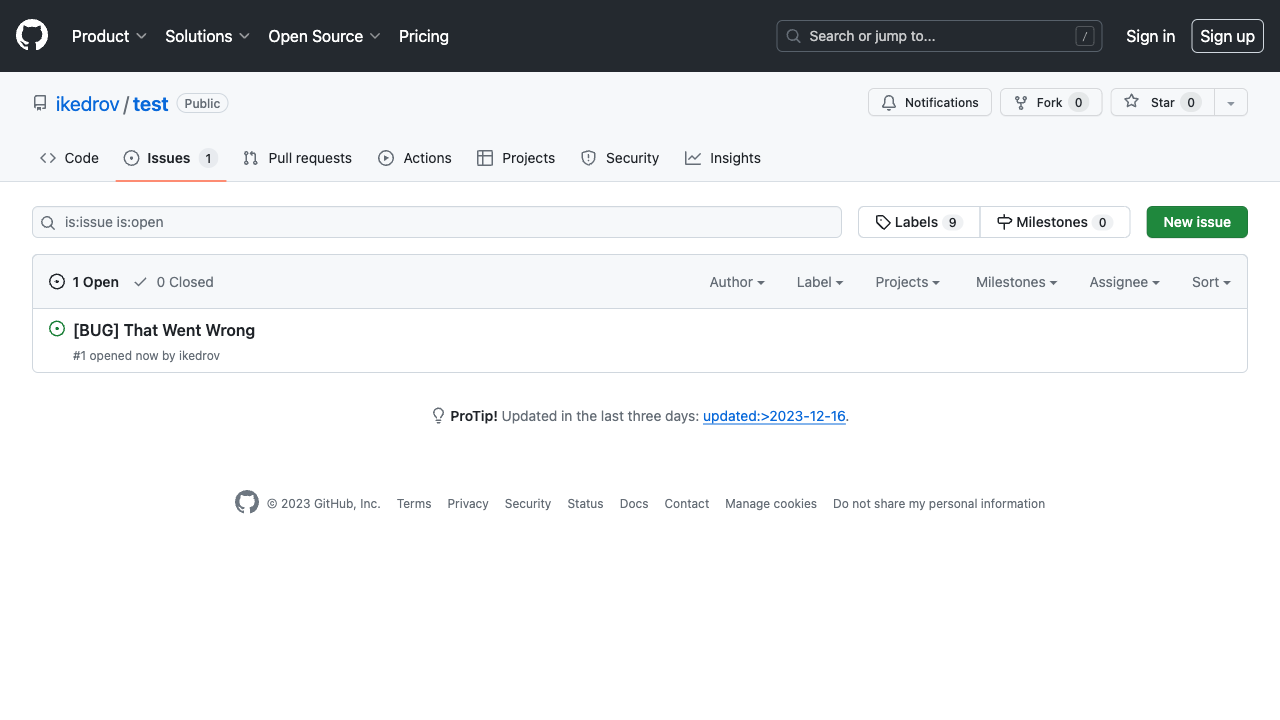 Product Solutions Open Source Pricing Search or jump to... / Sign in Sign up
ikedrov / test Public Notifications Fork 0 Star 0
Code Issues 1 Pull requests Actions Projects Security Insights
is:issue is:open Labels 9 Milestones 0 New issue
1 Open 0 Closed Author Label Projects Milestones Assignee Sort
[BUG] That Went Wrong
#1 opened now by ikedrov
ProTip! Updated in the last three days: updated:>2023-12-16.
© 2023 GitHub, Inc. Terms Privacy Security Status Docs Contact Manage cookies Do not share my personal information